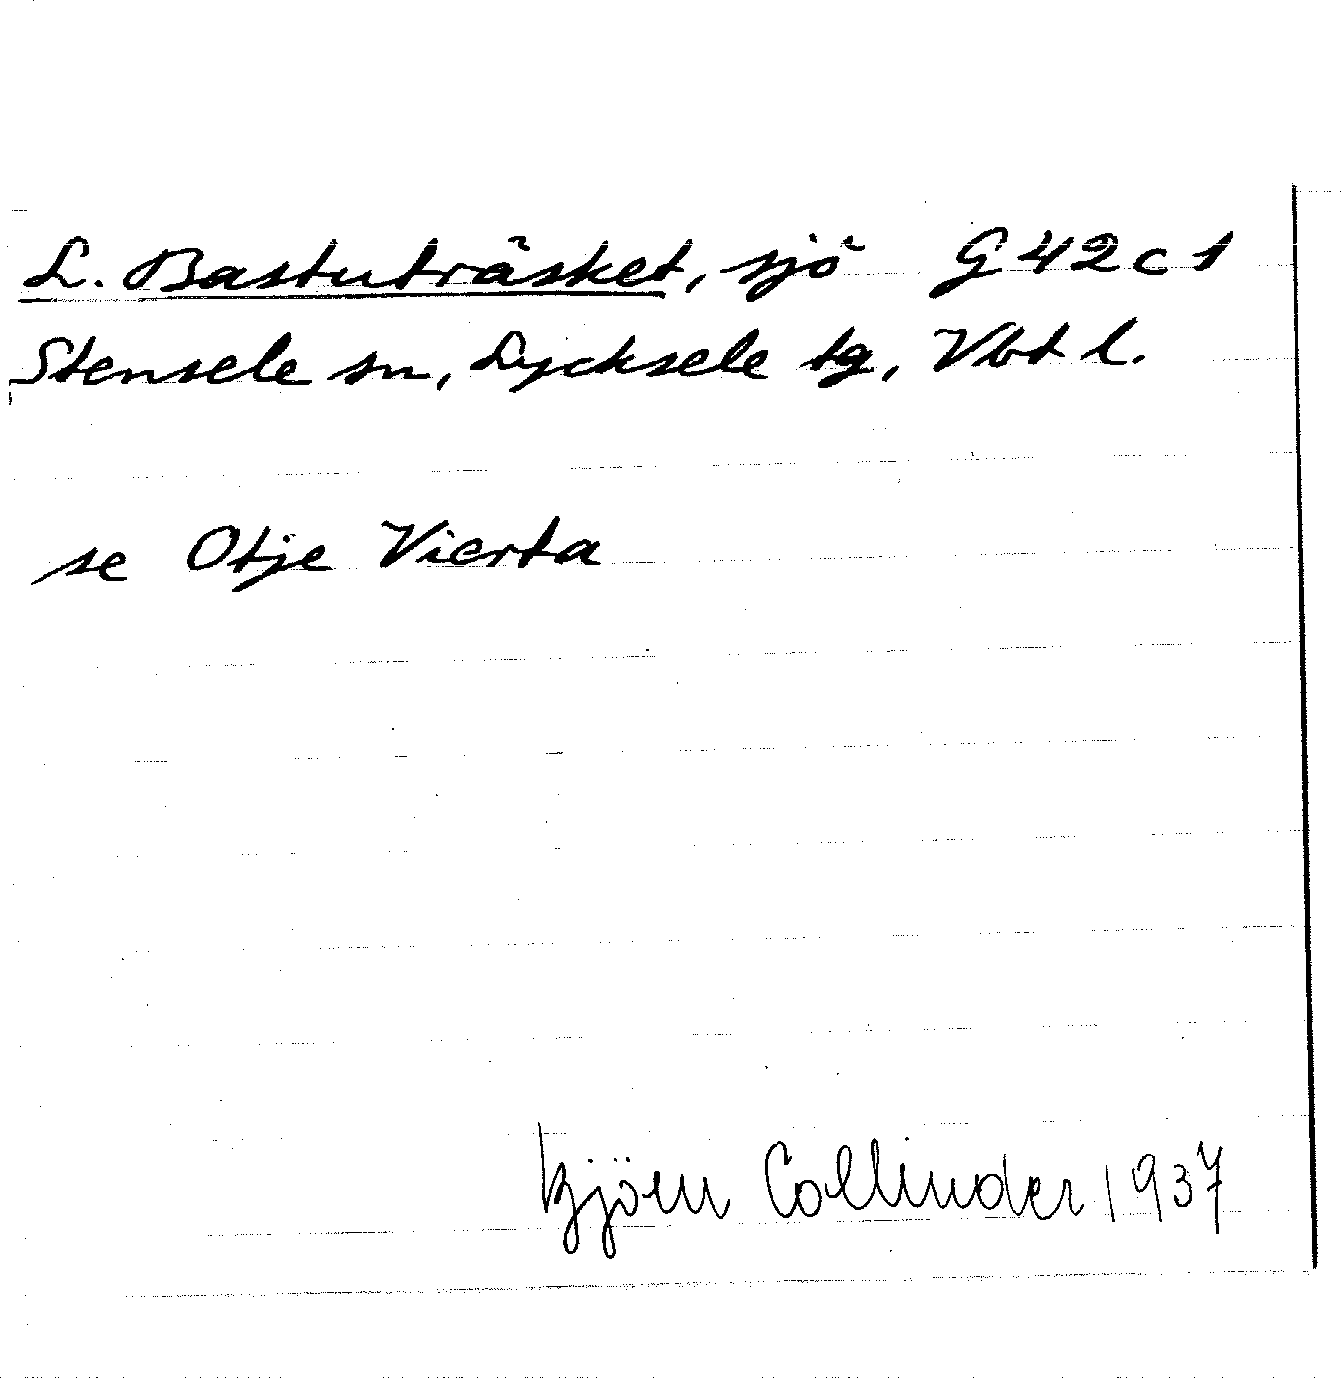 L. Bastuträsket, sjö G 42 c 1
Stensele sn, Lycksele tg, Vbt l.
se Otje Vierta
Björn Collinder 1937